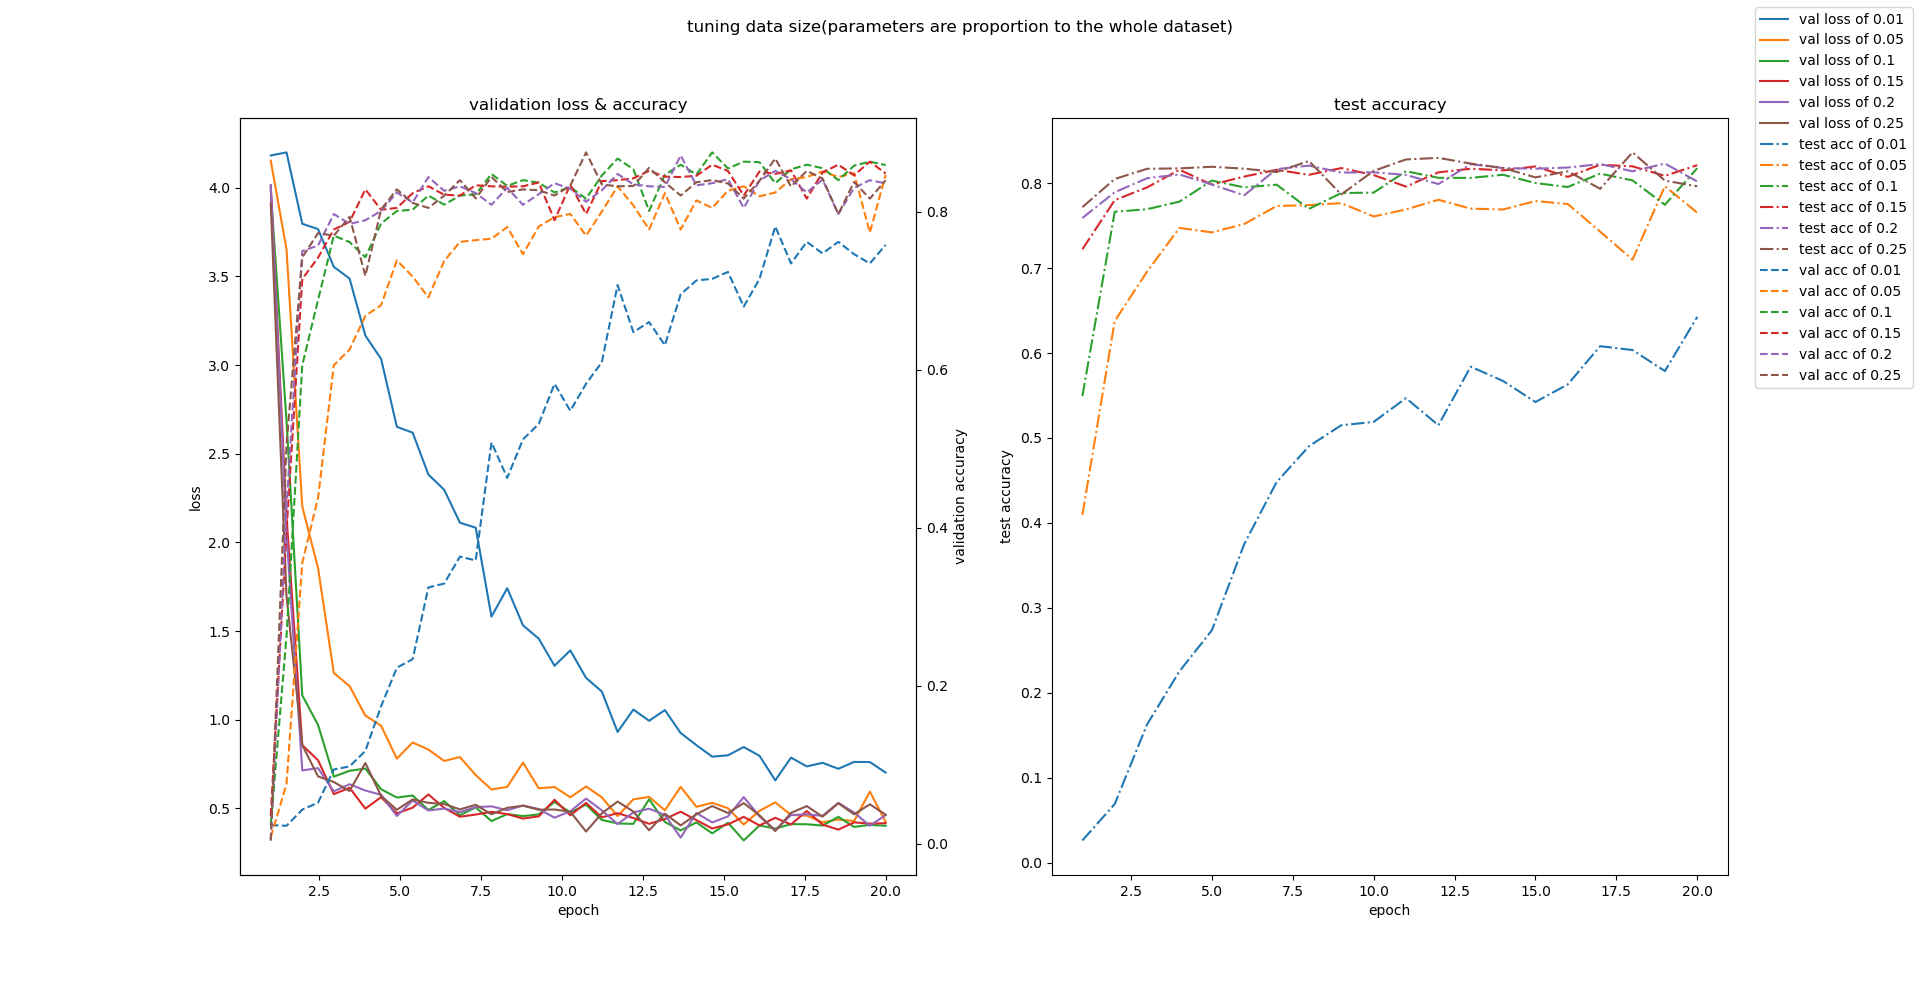 tuning data size(parameters are proportion to the whole dataset)
validation loss & accuracy
loss
4.0
3.5
3.0
2.5
2.0
1.5
1.0
0.5
2.5
5.0
7.5
10.0
12.5
15.0
17.5
20.0
epoch
0.8
0.6
0.4
0.2
0.0
validation accuracy
test accuracy
test accuracy
0.8
0.7
0.6
0.5
0.4
0.3
0.2
0.1
0.0
2.5
5.0
7.5
10.0
12.5
15.0
17.5
20.0
epoch
val loss of 0.01
val loss of 0.05
val loss of 0.1
val loss of 0.15
val loss of 0.2
val loss of 0.25
test acc of 0.01
test acc of 0.05
test acc of 0.1
test acc of 0.15
test acc of 0.2
test acc of 0.25
val acc of 0.01
val acc of 0.05
val acc of 0.1
val acc of 0.15
val acc of 0.2
val acc of 0.25